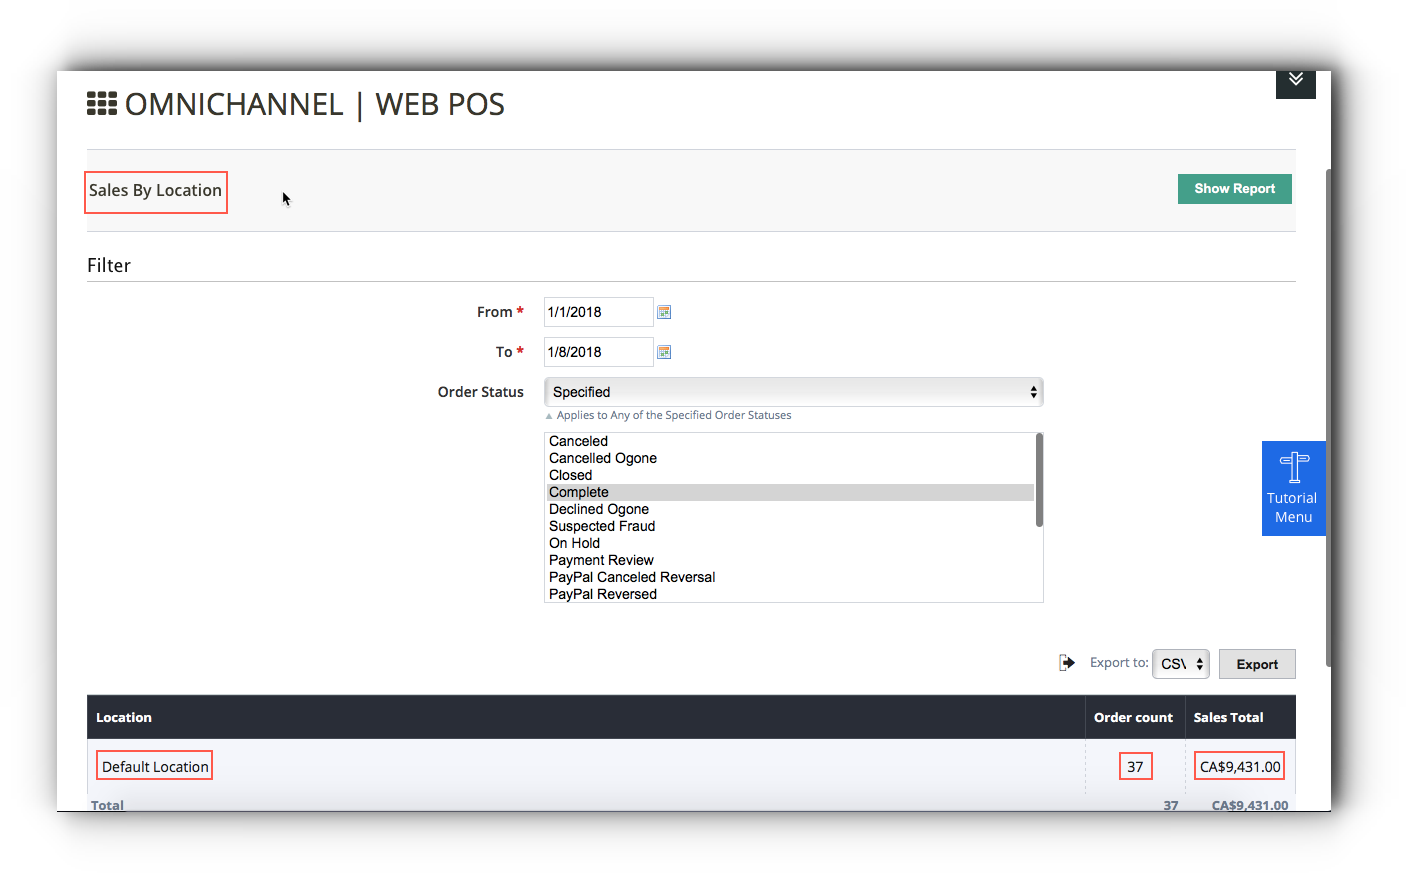 OMNICHANNEL | WEB POS
Sales By Location
Show Report
Filter
From *
1/1/2018
To *
1/8/2018
Order Status
Specified
Applies to Any of the Specified Order Statuses
Canceled
Cancelled Ogone
Closed
Complete
Declined Ogone
Suspected Fraud
On Hold
Payment Review
PayPal Canceled Reversal
PayPal Reversed
Tutorial
Menu
Export to: CSV Export
Location Order count Sales Total
Default Location 37 CA$9,431.00
Total 37 CA$9,431.00